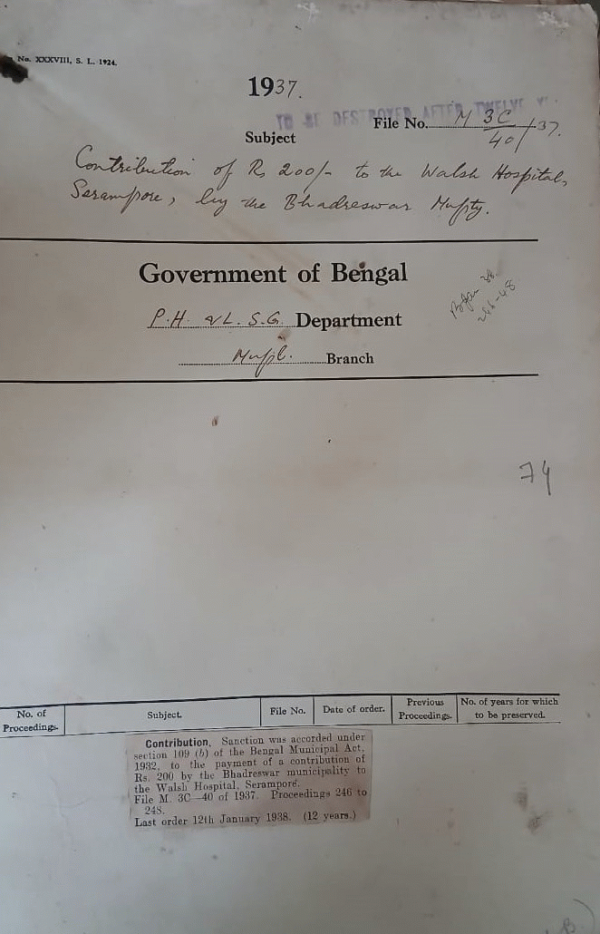 No. XXXVIII, S. L. 1924.
1937.
TO BE DESTROYED AFTER TWELVE
File No. M 3C/40/37.
Subject
Contribution of Rs 200/- to the Walsh Hospital,
Serampore, by the Bhadreswar Mupty.
Government of Bengal
P.H. & L.S.G. Department
Mupl. Branch
246-48
74
No. of Proceedings. Subject. File No. Date of order. Previous Proceedings. No. of years for which to be preserved.
Contribution. Sanction was accorded under
section 109 (b) of the Bengal Municipal Act,
1932, to the payment of a contribution of
Rs. 200 by the Bhadreswar municipality to
the Walsh Hospital, Serampore.
File M. 3C—40 of 1937. Proceedings 246 to
248.
Last order 12th January 1938. (12 years.)
B.